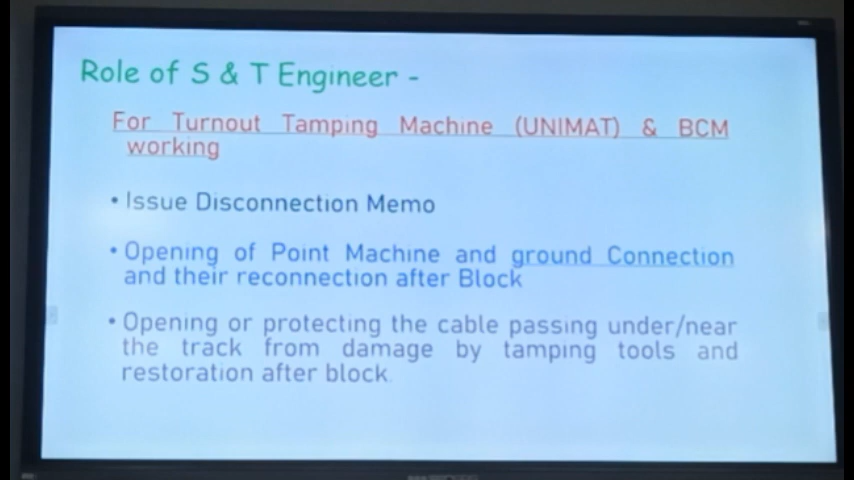 Role of S & T Engineer -
For Turnout Tamping Machine (UNIMAT) & BCM
working
• Issue Disconnection Memo
• Opening of Point Machine and ground Connection
and their reconnection after Block
• Opening or protecting the cable passing under/near
the track from damage by tamping tools and
restoration after block.